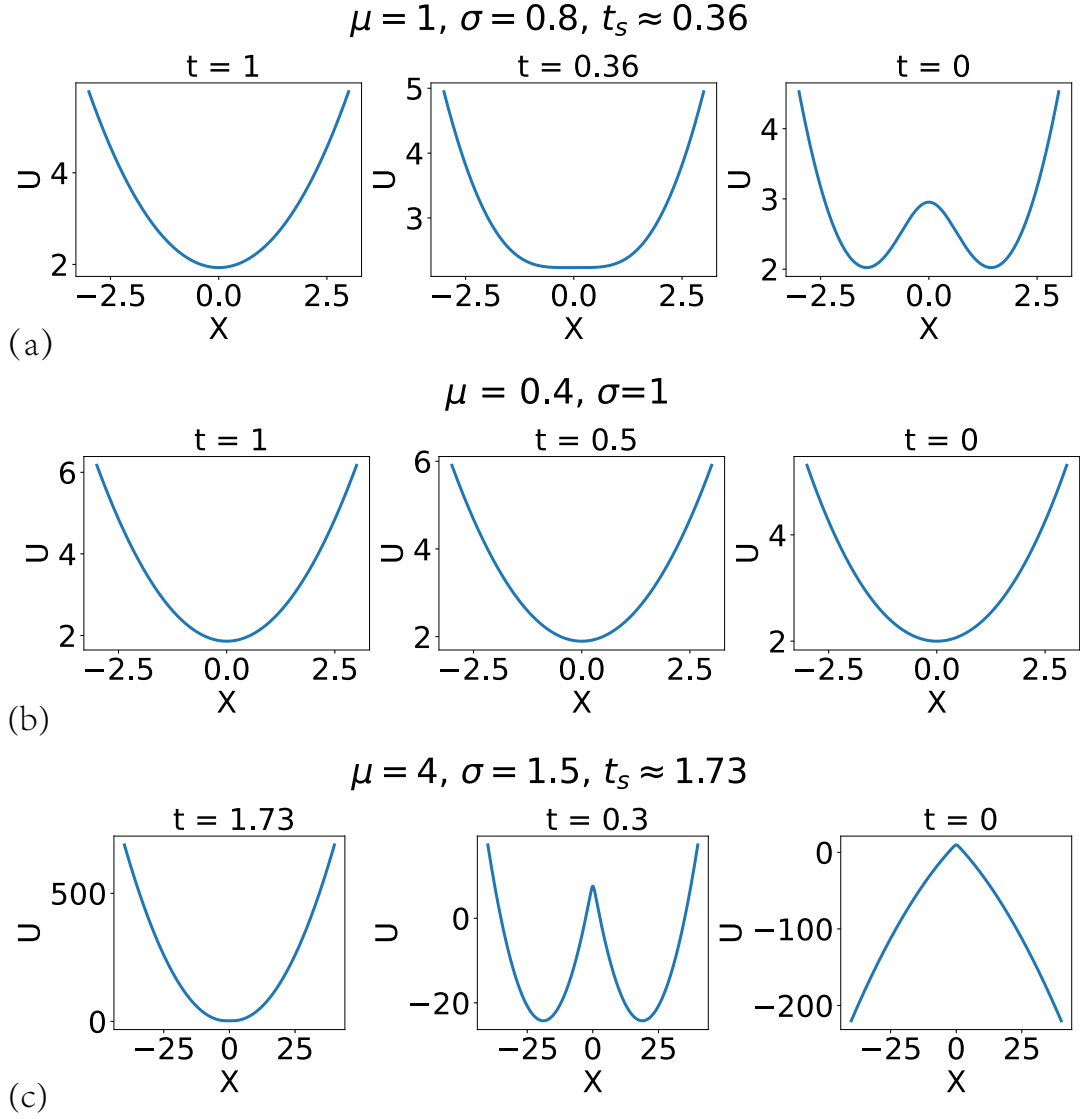 μ = 1, σ = 0.8, tₛ ≈ 0.36
t = 1
t = 0.36
t = 0
U
4
2
−2.5 0.0 2.5
X
U
5
4
3
−2.5 0.0 2.5
X
U
4
3
2
−2.5 0.0 2.5
X
(a)
μ = 0.4, σ=1
t = 1
t = 0.5
t = 0
U
6
4
2
−2.5 0.0 2.5
X
U
6
4
2
−2.5 0.0 2.5
X
U
4
2
−2.5 0.0 2.5
X
(b)
μ = 4, σ = 1.5, tₛ ≈ 1.73
t = 1.73
t = 0.3
t = 0
U
500
0
−25 0 25
X
U
0
−20
−25 0 25
X
U
0
−100
−200
−25 0 25
X
(c)